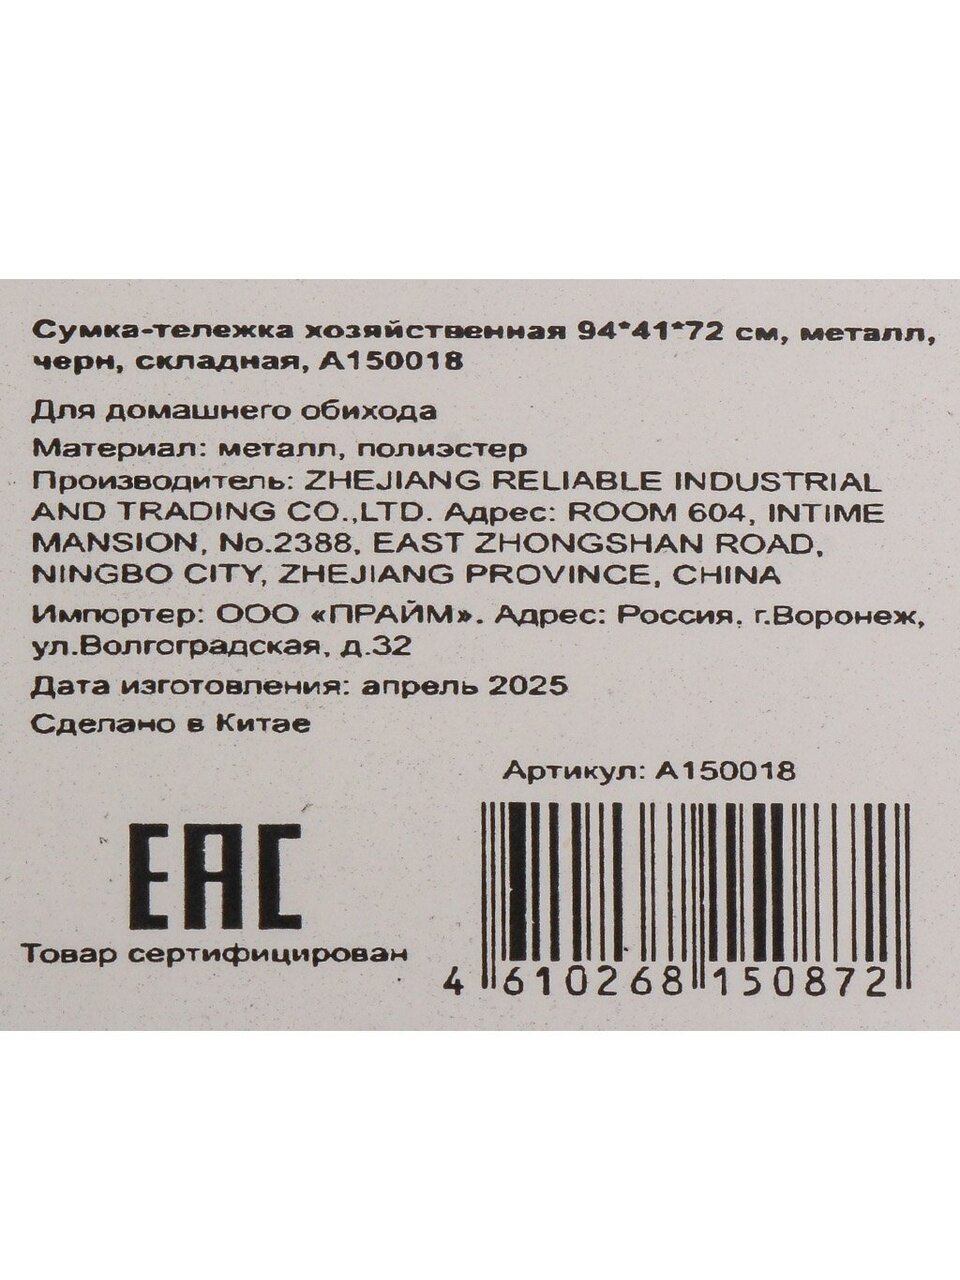 Сумка-тележка хозяйственная 94*41*72 см, металл,
черн, складная, А150018
Для домашнего обихода
Материал: металл, полиэстер
Производитель: ZHEJIANG RELIABLE INDUSTRIAL
AND TRADING CO.,LTD. Адрес: ROOM 604, INTIME
MANSION, No.2388, EAST ZHONGSHAN ROAD,
NINGBO CITY, ZHEJIANG PROVINCE, CHINA
Импортер: ООО «ПРАЙМ». Адрес: Россия. г.Воронеж,
ул.Волгоградская, д.32
Дата изготовления: апрель 2025
Сделано в Китае
Артикул: А150018
EAC
Товар сертифицирован
4 610268 150872